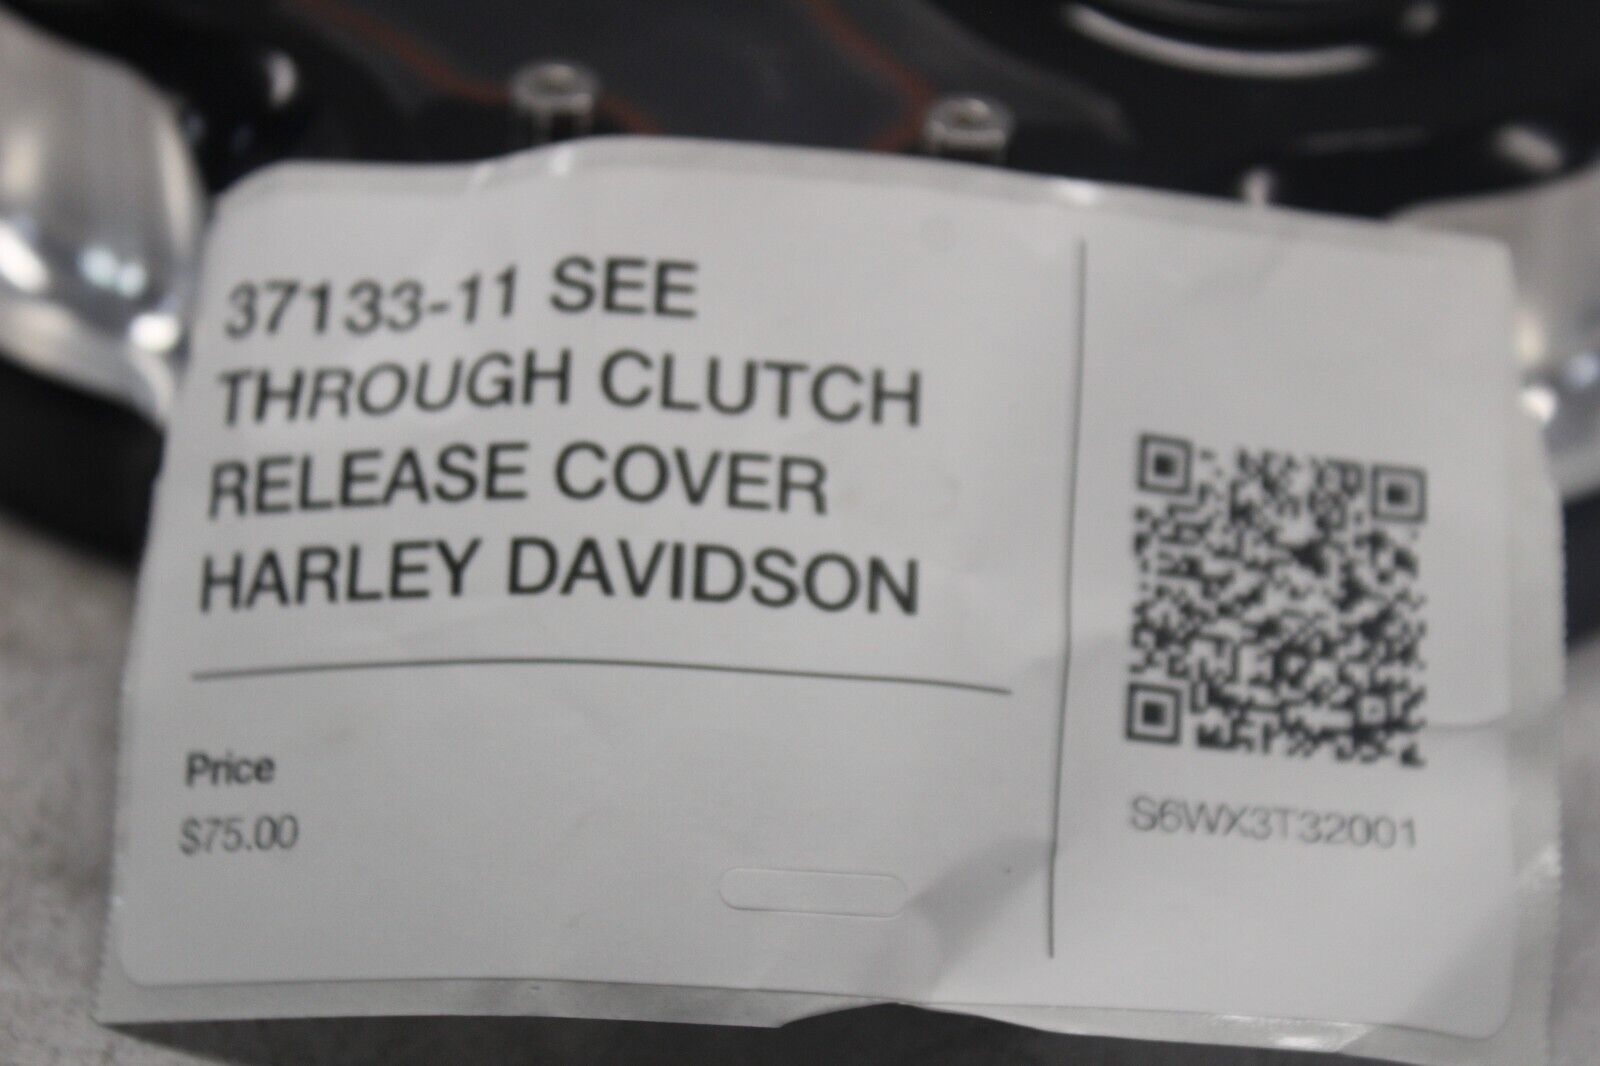 37133-11 SEE
THROUGH CLUTCH
RELEASE COVER
HARLEY DAVIDSON
Price
$75.00
S6WX3T32001